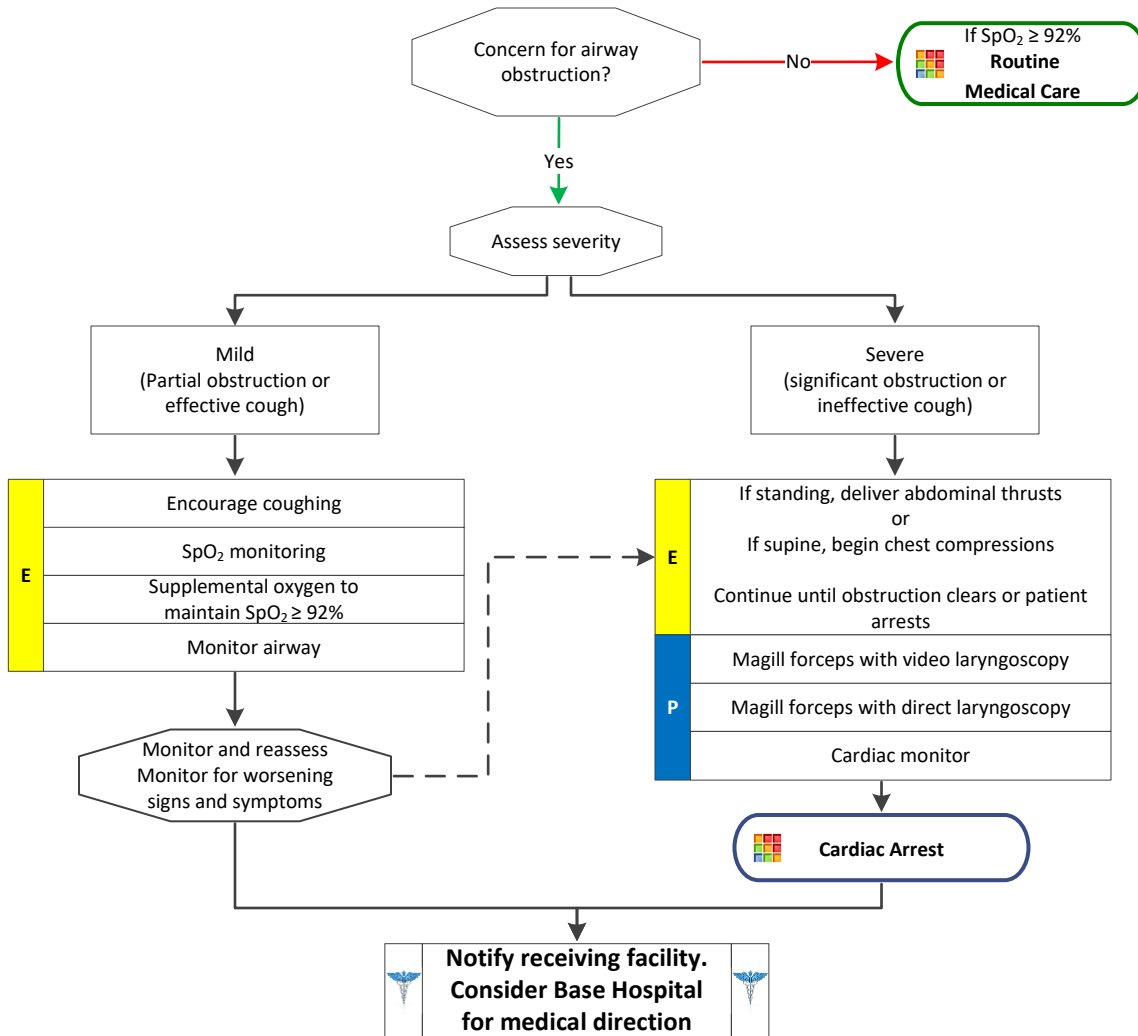 Concern for airway
obstruction?
No
If SpO₂ ≥ 92%
Routine
Medical Care
Yes
Assess severity
Mild
(Partial obstruction or
effective cough)
Severe
(significant obstruction or
ineffective cough)
E
Encourage coughing
SpO₂ monitoring
Supplemental oxygen to
maintain SpO₂ ≥ 92%
Monitor airway
E
If standing, deliver abdominal thrusts
or
If supine, begin chest compressions
Continue until obstruction clears or patient
arrests
P
Magill forceps with video laryngoscopy
Magill forceps with direct laryngoscopy
Cardiac monitor
Monitor and reassess
Monitor for worsening
signs and symptoms
Cardiac Arrest
Notify receiving facility.
Consider Base Hospital
for medical direction